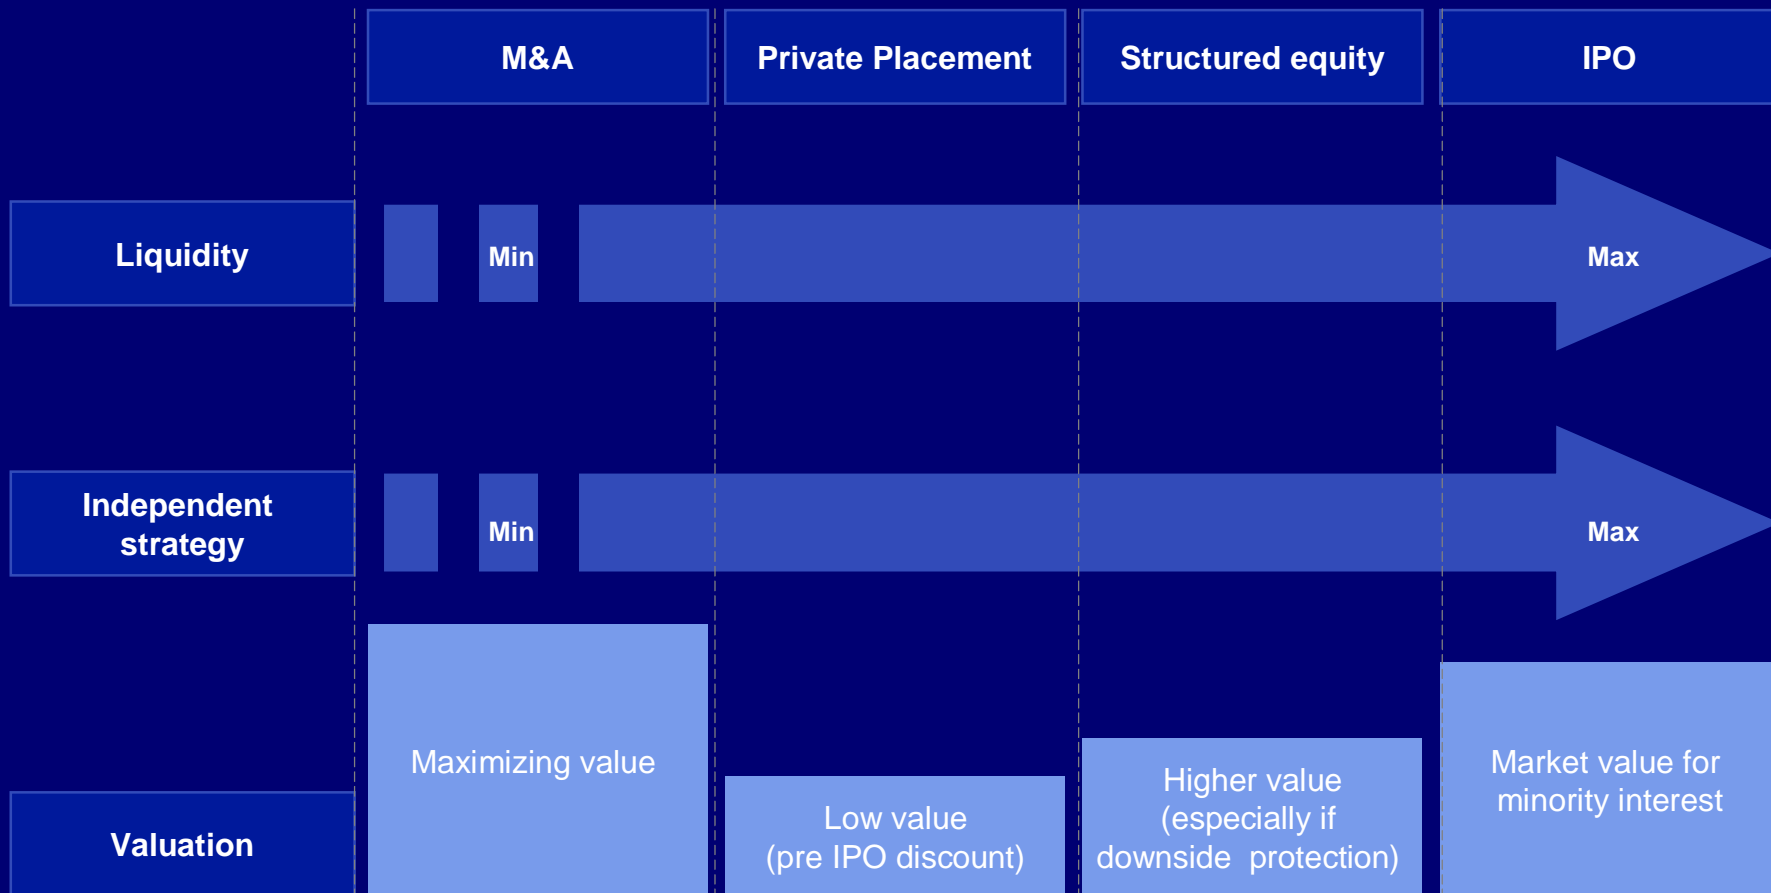 M&A
Private Placement
Structured equity
IPO
Liquidity
Min
Max
Independent
strategy
Min
Max
Valuation
Maximizing value
Low value
(pre IPO discount)
Higher value
(especially if
downside  protection)
Market value for
minority interest